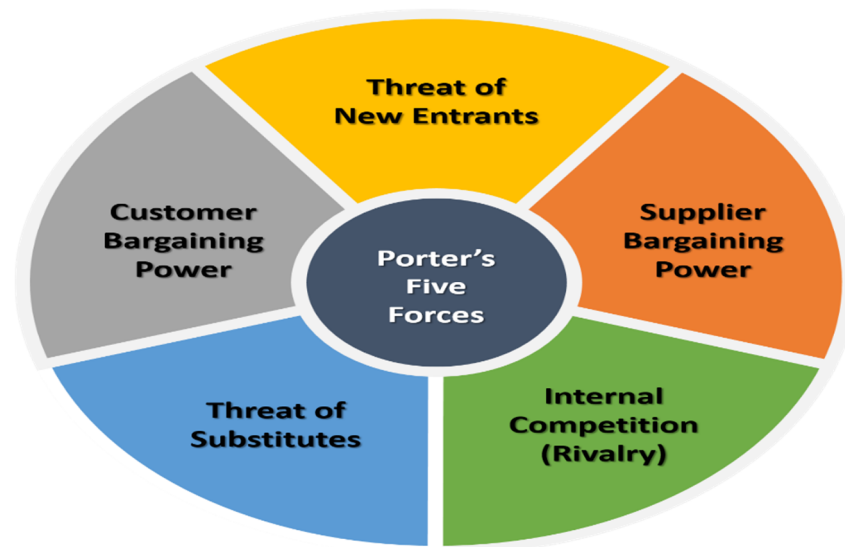 Threat of
New Entrants
Customer
Bargaining
Power
Supplier
Bargaining
Power
Porter’s
Five
Forces
Threat of
Substitutes
Internal
Competition
(Rivalry)